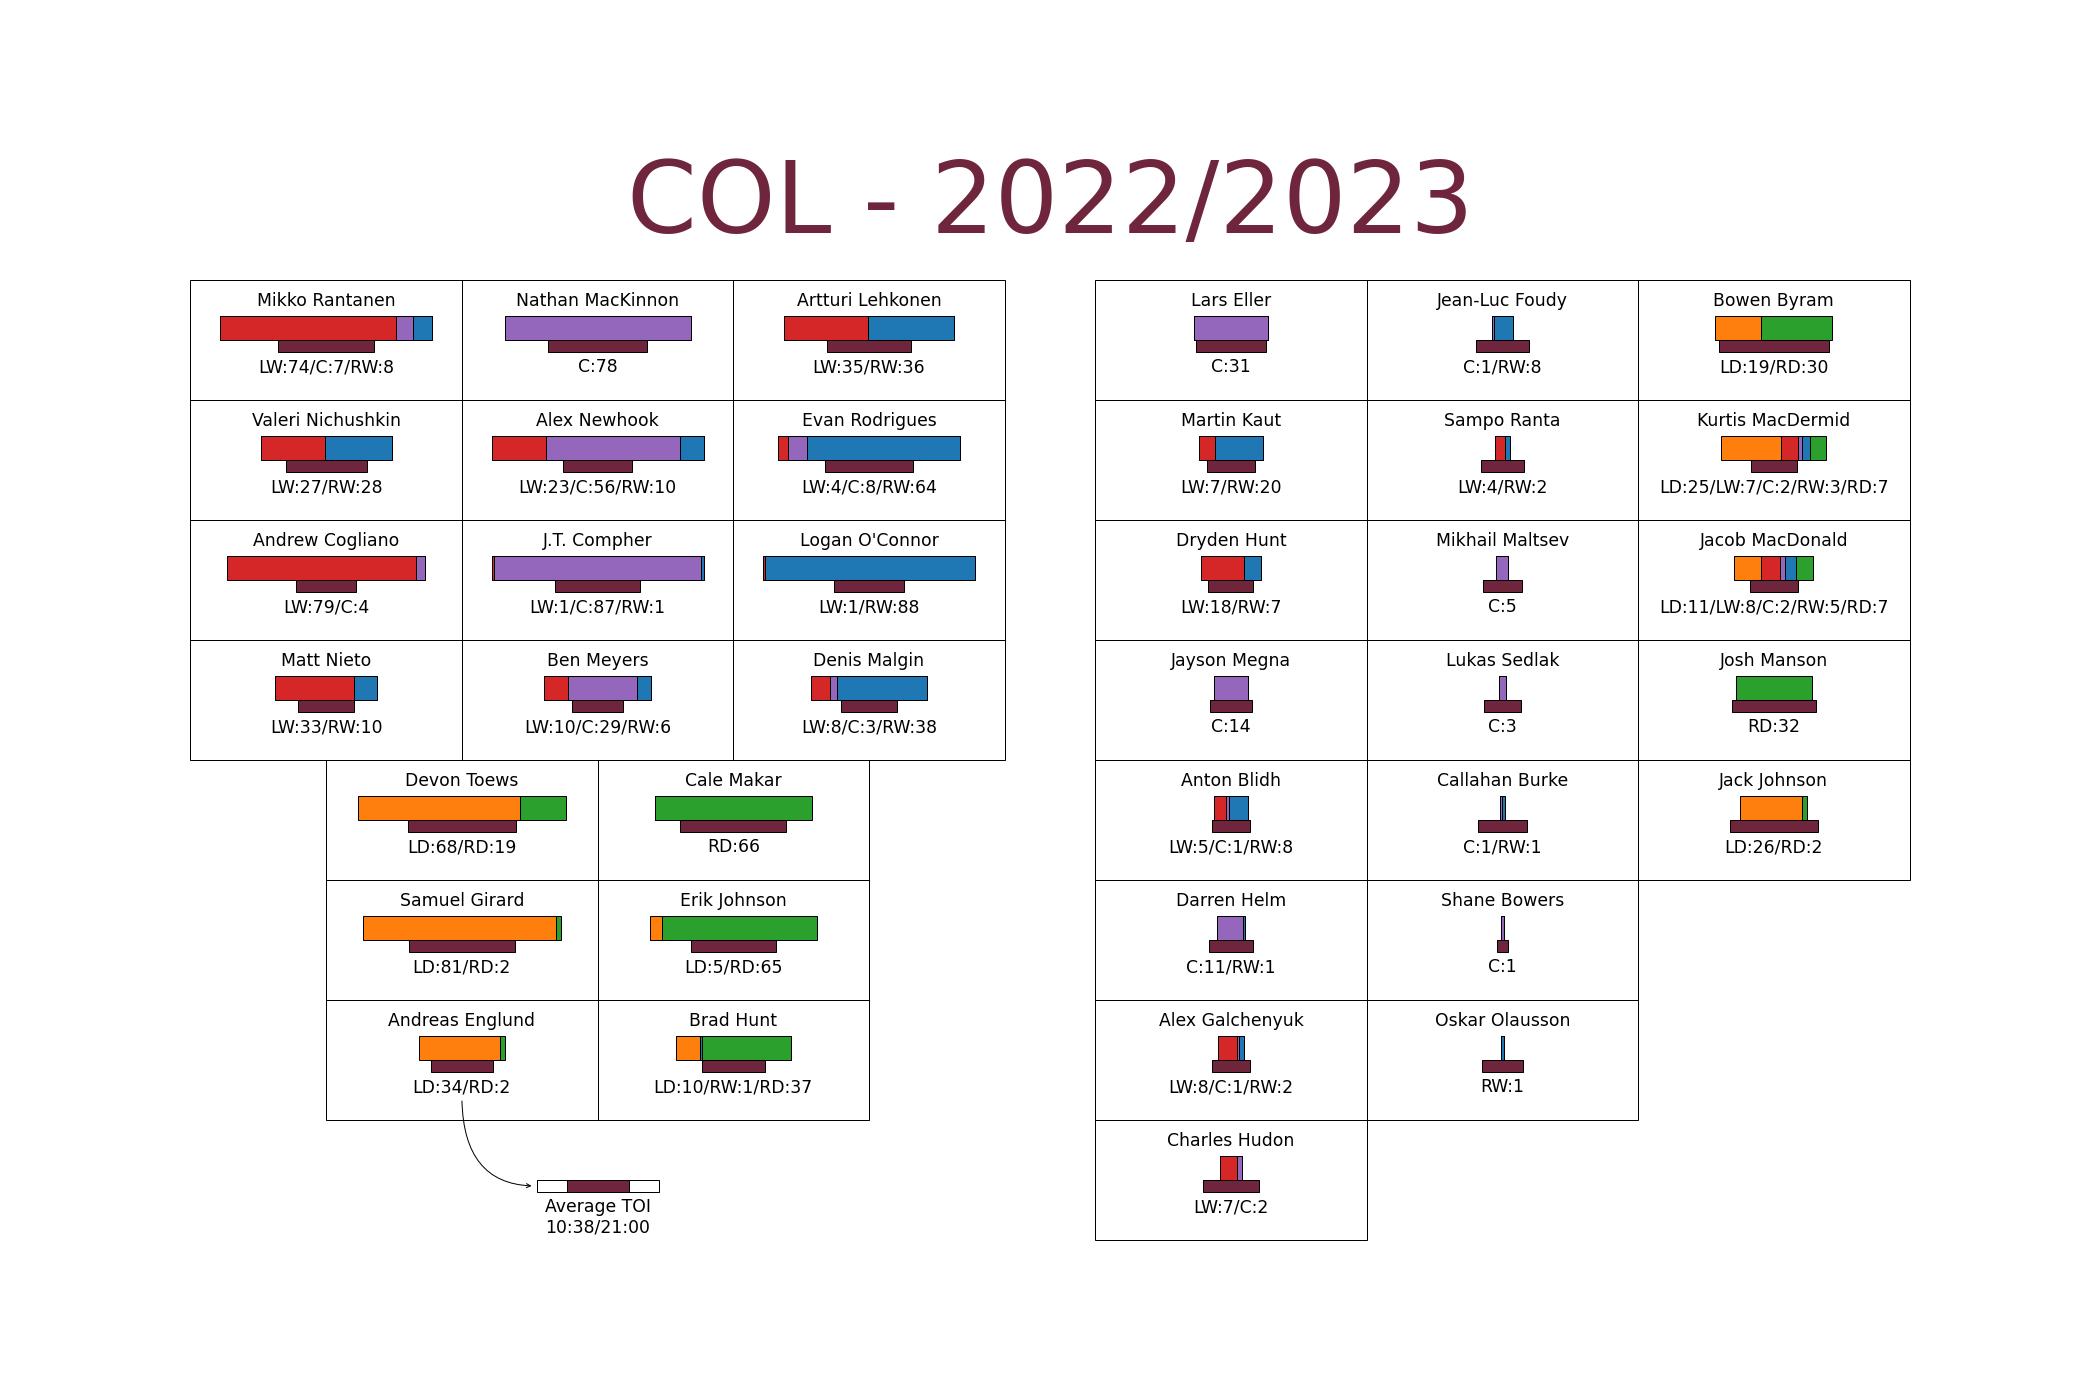 COL - 2022/2023
Mikko Rantanen
LW:74/C:7/RW:8
Nathan MacKinnon
C:78
Artturi Lehkonen
LW:35/RW:36
Valeri Nichushkin
LW:27/RW:28
Alex Newhook
LW:23/C:56/RW:10
Evan Rodrigues
LW:4/C:8/RW:64
Andrew Cogliano
LW:79/C:4
J.T. Compher
LW:1/C:87/RW:1
Logan O'Connor
LW:1/RW:88
Matt Nieto
LW:33/RW:10
Ben Meyers
LW:10/C:29/RW:6
Denis Malgin
LW:8/C:3/RW:38
Devon Toews
LD:68/RD:19
Cale Makar
RD:66
Samuel Girard
LD:81/RD:2
Erik Johnson
LD:5/RD:65
Andreas Englund
LD:34/RD:2
Brad Hunt
LD:10/RW:1/RD:37
Average TOI
10:38/21:00
Lars Eller
C:31
Jean-Luc Foudy
C:1/RW:8
Bowen Byram
LD:19/RD:30
Martin Kaut
LW:7/RW:20
Sampo Ranta
LW:4/RW:2
Kurtis MacDermid
LD:25/LW:7/C:2/RW:3/RD:7
Dryden Hunt
LW:18/RW:7
Mikhail Maltsev
C:5
Jacob MacDonald
LD:11/LW:8/C:2/RW:5/RD:7
Jayson Megna
C:14
Lukas Sedlak
C:3
Josh Manson
RD:32
Anton Blidh
LW:5/C:1/RW:8
Callahan Burke
C:1/RW:1
Jack Johnson
LD:26/RD:2
Darren Helm
C:11/RW:1
Shane Bowers
C:1
Alex Galchenyuk
LW:8/C:1/RW:2
Oskar Olausson
RW:1
Charles Hudon
LW:7/C:2